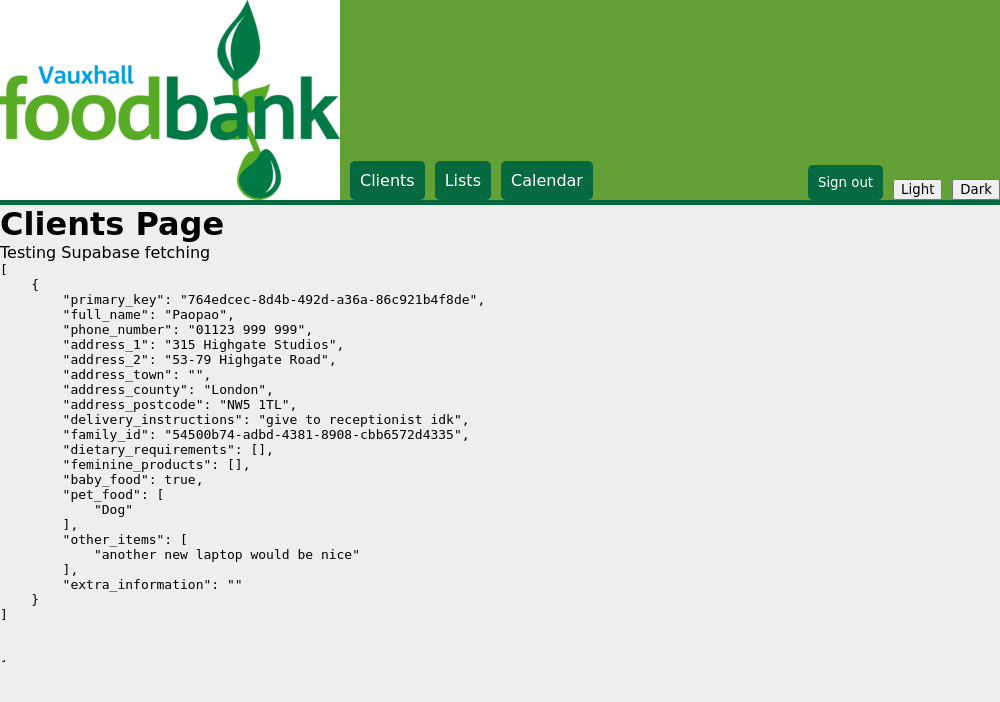 Vauxhall
foodbank
Clients
Lists
Calendar
Sign out
Light
Dark
Clients Page
Testing Supabase fetching
[
    {
        "primary_key": "764edcec-8d4b-492d-a36a-86c921b4f8de",
        "full_name": "Paopao",
        "phone_number": "01123 999 999",
        "address_1": "315 Highgate Studios",
        "address_2": "53-79 Highgate Road",
        "address_town": "",
        "address_county": "London",
        "address_postcode": "NW5 1TL",
        "delivery_instructions": "give to receptionist idk",
        "family_id": "54500b74-adbd-4381-8908-cbb6572d4335",
        "dietary_requirements": [],
        "feminine_products": [],
        "baby_food": true,
        "pet_food": [
            "Dog"
        ],
        "other_items": [
            "another new laptop would be nice"
        ],
        "extra_information": ""
    }
]